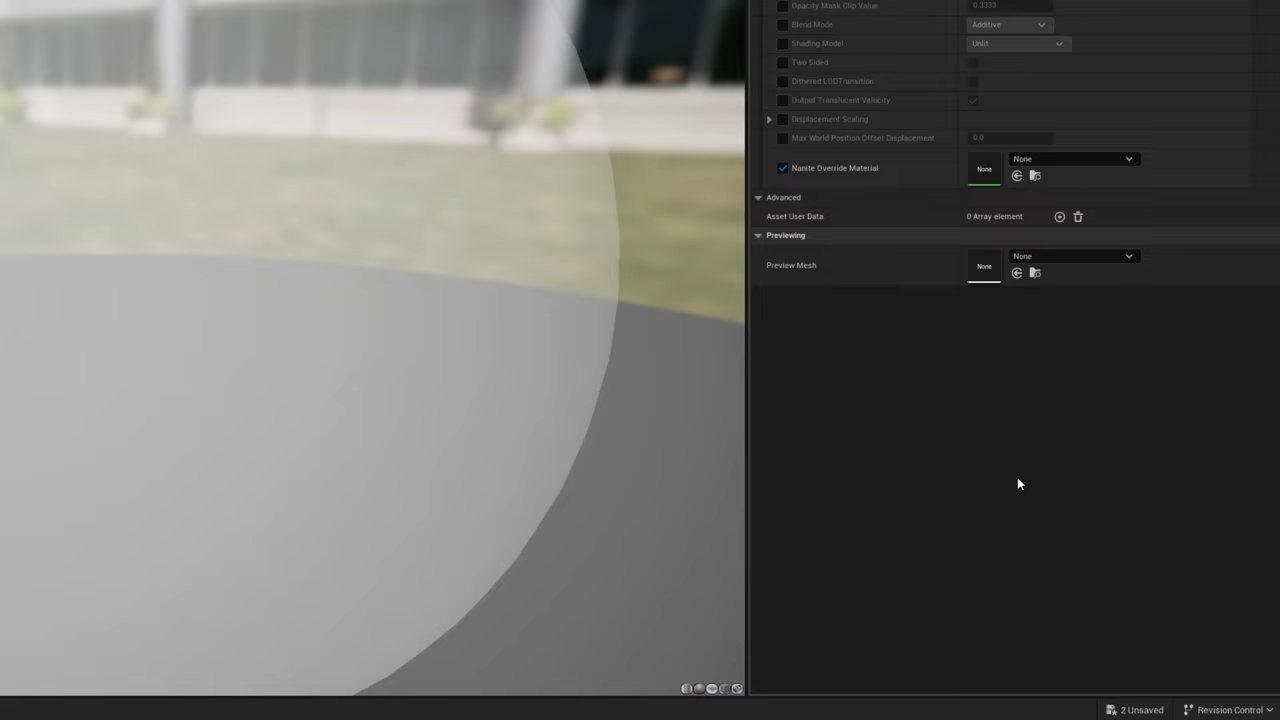 Opacity Mask Clip Value 0.3333
Blend Mode Additive
Shading Model Unlit
Two Sided
Dithered LODTransition
Output Translucent Velocity
Displacement Scaling
Max World Position Offset Displacement 0.0
Nanite Override Material None None
Advanced
Asset User Data 0 Array element
Previewing
Preview Mesh None None
2 Unsaved Revision Control